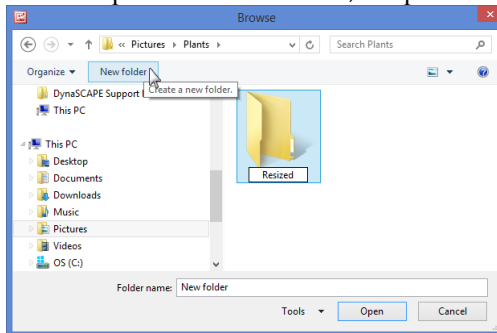 Browse
« Pictures Plants
Search Plants
Organize
New folder
Create a new folder.
DynaSCAPE Support
This PC
This PC
Desktop
Documents
Downloads
Music
Pictures
Videos
OS (C:)
Resized
Folder name: New folder
Tools Open Cancel